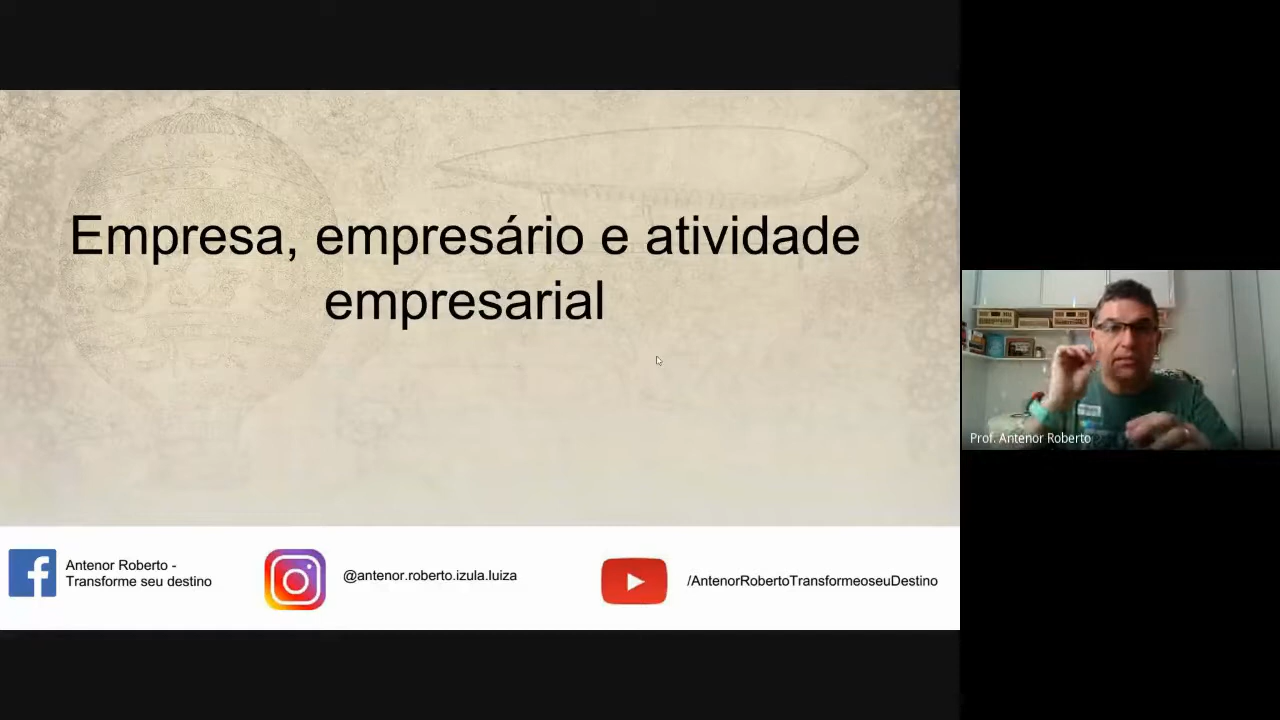 Empresa, empresário e atividade
empresarial
Prof. Antenor Roberto
Antenor Roberto -
Transforme seu destino
@antenor.roberto.izula.luiza
/AntenorRobertoTransformeoseuDestino